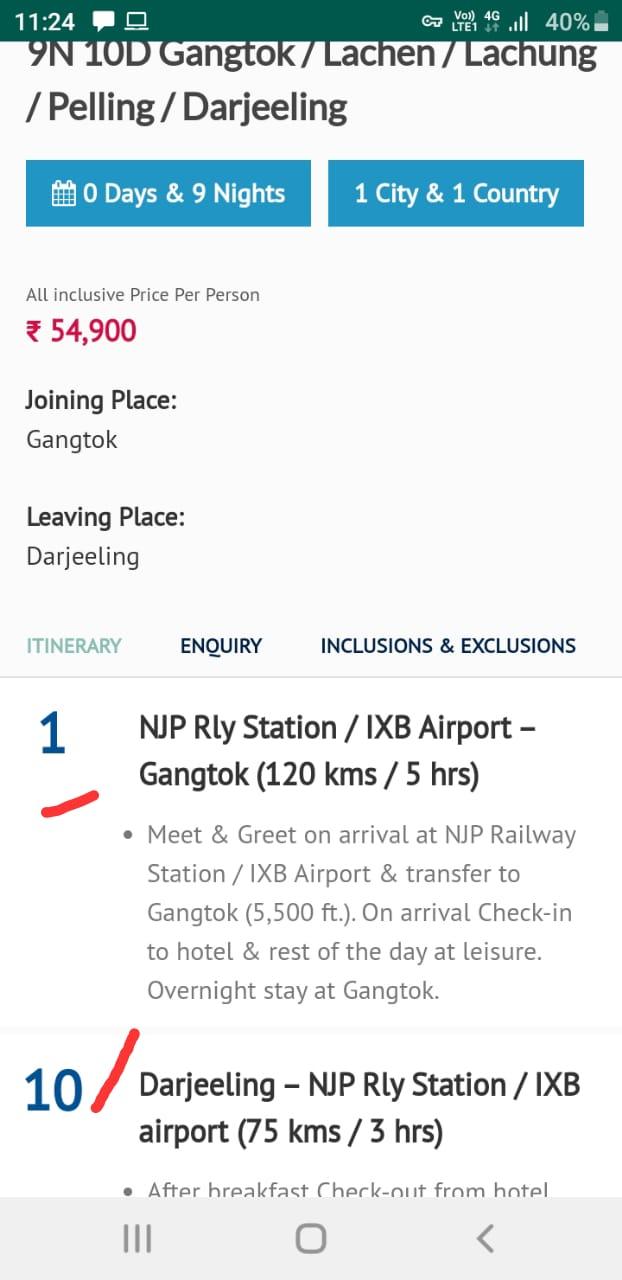 11:24 Vo)) LTE1 4G 40%
9N 10D Gangtok / Lachen / Lachung
/ Pelling / Darjeeling
0 Days & 9 Nights
1 City & 1 Country
All inclusive Price Per Person
₹ 54,900
Joining Place:
Gangtok
Leaving Place:
Darjeeling
ITINERARY ENQUIRY INCLUSIONS & EXCLUSIONS
1 NJP Rly Station / IXB Airport –
Gangtok (120 kms / 5 hrs)
• Meet & Greet on arrival at NJP Railway
Station / IXB Airport & transfer to
Gangtok (5,500 ft.). On arrival Check-in
to hotel & rest of the day at leisure.
Overnight stay at Gangtok.
10 Darjeeling – NJP Rly Station / IXB
airport (75 kms / 3 hrs)
• After breakfast Check-out from hotel